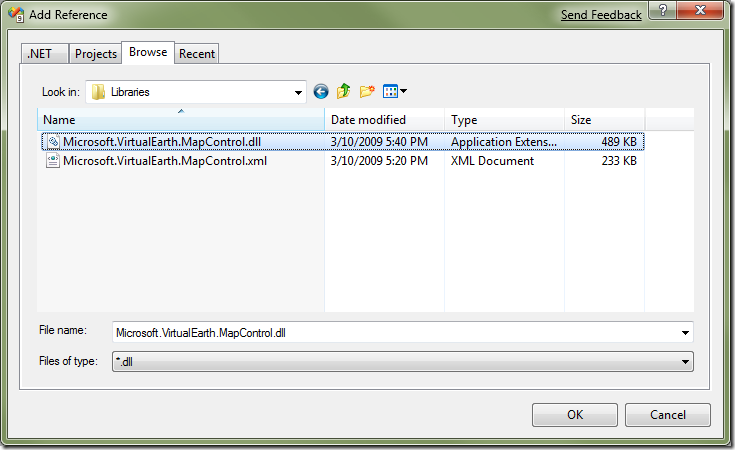 Add Reference
Send Feedback
?
.NET
Projects
Browse
Recent
Look in:
Libraries
Name
Date modified
Type
Size
Microsoft.VirtualEarth.MapControl.dll 3/10/2009 5:40 PM Application Extens... 489 KB
Microsoft.VirtualEarth.MapControl.xml 3/10/2009 5:20 PM XML Document 233 KB
File name:
Microsoft.VirtualEarth.MapControl.dll
Files of type:
*.dll
OK
Cancel